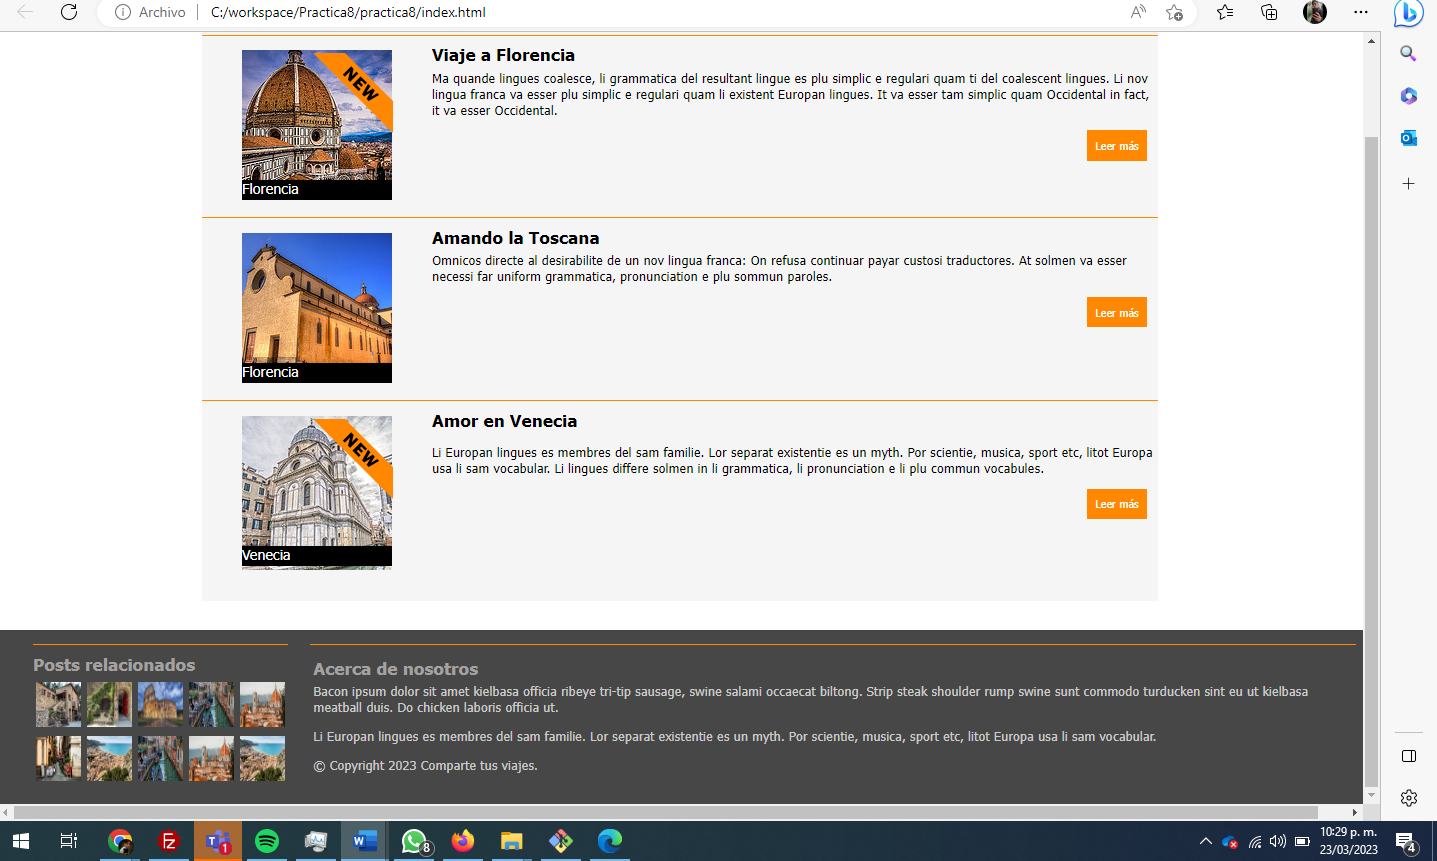 Archivo
C:/workspace/Practica8/practica8/index.html
NEW
Florencia
Viaje a Florencia
Ma quande lingues coalesce, li grammatica del resultant lingue es plu simplic e regulari quam ti del coalescent lingues. Li nov
lingua franca va esser plu simplic e regulari quam li existent Europan lingues. It va esser tam simplic quam Occidental in fact,
it va esser Occidental.
Leer más
Florencia
Amando la Toscana
Omnicos directe al desirabilite de un nov lingua franca: On refusa continuar payar custosi traductores. At solmen va esser
necessi far uniform grammatica, pronunciation e plu sommun paroles.
Leer más
NEW
Venecia
Amor en Venecia
Li Europan lingues es membres del sam familie. Lor separat existentie es un myth. Por scientie, musica, sport etc, litot Europa
usa li sam vocabular. Li lingues differe solmen in li grammatica, li pronunciation e li plu commun vocabules.
Leer más
Posts relacionados
Acerca de nosotros
Bacon ipsum dolor sit amet kielbasa officia ribeye tri-tip sausage, swine salami occaecat biltong. Strip steak shoulder rump swine sunt commodo turducken sint eu ut kielbasa
meatball duis. Do chicken laboris officia ut.
Li Europan lingues es membres del sam familie. Lor separat existentie es un myth. Por scientie, musica, sport etc, litot Europa usa li sam vocabular.
© Copyright 2023 Comparte tus viajes.
8
1
10:29 p. m.
23/03/2023
4